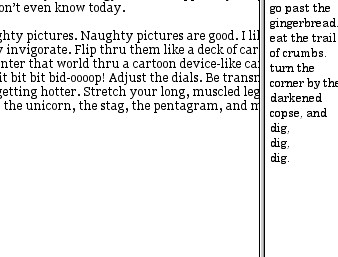 on't even know today.
ghty pictures. Naughty pictures are good. I lik
y invigorate. Flip thru them like a deck of car
nter that world thru a cartoon device-like ca
it bit bit bid-oooop! Adjust the dials. Be transn
getting hotter. Stretch your long, muscled leg
the unicorn, the stag, the pentagram, and m
go past the
gingerbread.
eat the trail
of crumbs.
turn the
corner by the
darkened
copse, and
dig,
dig,
dig.